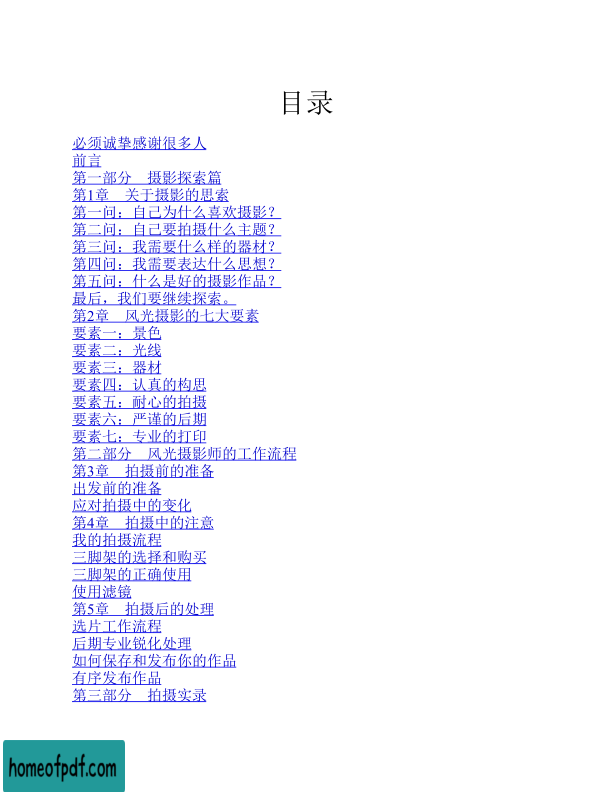 目录
必须诚挚感谢很多人
前言
第一部分　摄影探索篇
第1章　关于摄影的思索
第一问：自己为什么喜欢摄影？
第二问：自己要拍摄什么主题？
第三问：我需要什么样的器材？
第四问：我需要表达什么思想？
第五问：什么是好的摄影作品？
最后，我们要继续探索。
第2章　风光摄影的七大要素
要素一：景色
要素二：光线
要素三：器材
要素四：认真的构思
要素五：耐心的拍摄
要素六：严谨的后期
要素七：专业的打印
第二部分　风光摄影师的工作流程
第3章　拍摄前的准备
出发前的准备
应对拍摄中的变化
第4章　拍摄中的注意
我的拍摄流程
三脚架的选择和购买
三脚架的正确使用
使用滤镜
第5章　拍摄后的处理
选片工作流程
后期专业锐化处理
如何保存和发布你的作品
有序发布作品
第三部分　拍摄实录
homeofpdf.com